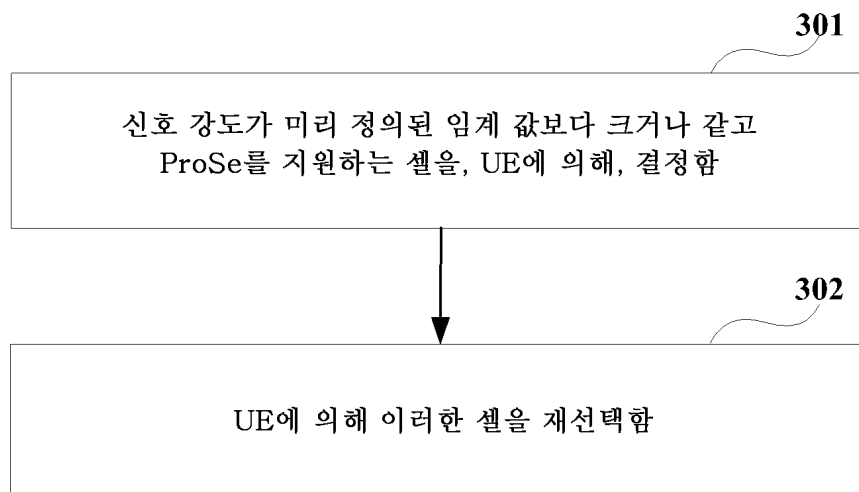 301
신호 강도가 미리 정의된 임계 값보다 크거나 같고
ProSe를 지원하는 셀을, UE에 의해, 결정함
302
UE에 의해 이러한 셀을 재선택함